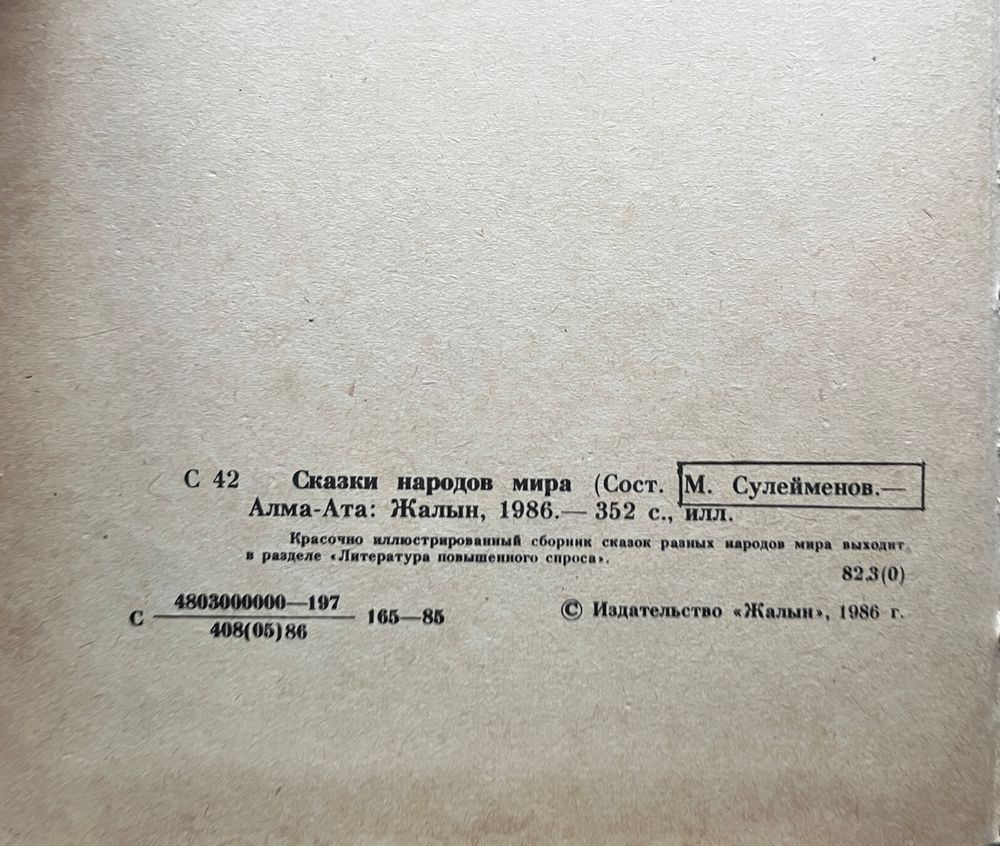 С 42 Сказки народов мира (Сост. М. Сулейменов.—
Алма-Ата: Жалын, 1986.— 352 с., илл.
Красочно иллюстрированный сборник сказок разных народов мира выходит
в разделе «Литература повышенного спроса».
82.3(0)
С 4803000000—197 165—85
408(05)86
© Издательство «Жалын», 1986 г.